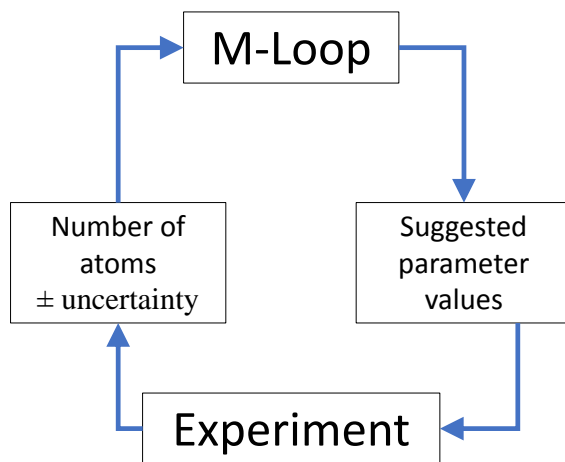 M-Loop
Number of
atoms
± uncertainty
Suggested
parameter
values
Experiment